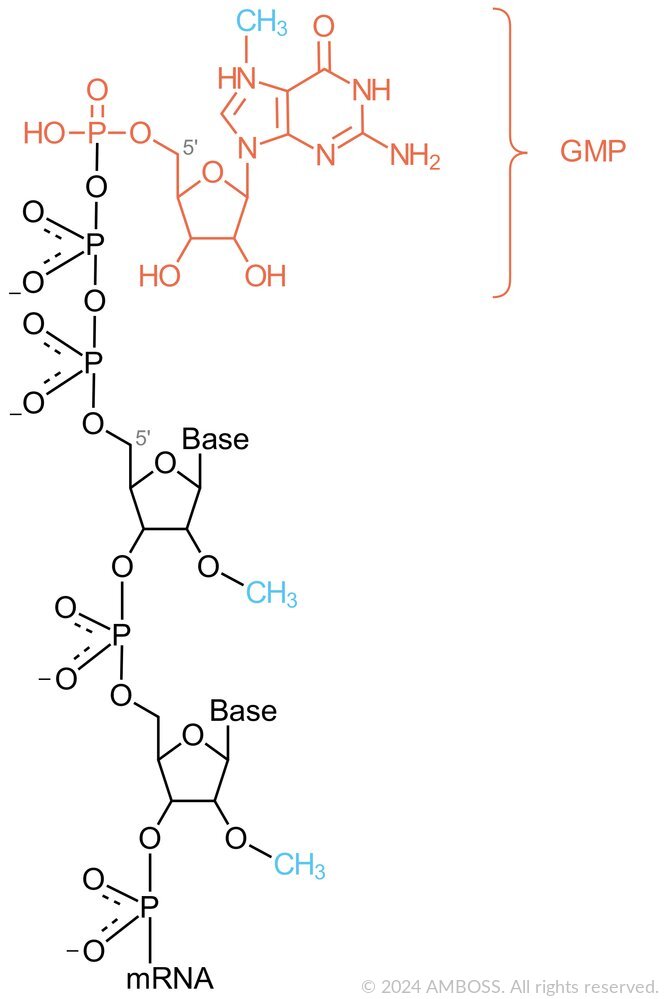 CH₃
O
HN
NH
O
HO P O
5'
N
N
NH₂
GMP
O
O
O
P
HO
OH
–O
O
O
P
–O
O
5'
Base
O
O
O
CH₃
O
P
–O
O
Base
O
O
O
CH₃
O
P
–O
mRNA
© 2024 AMBOSS. All rights reserved.